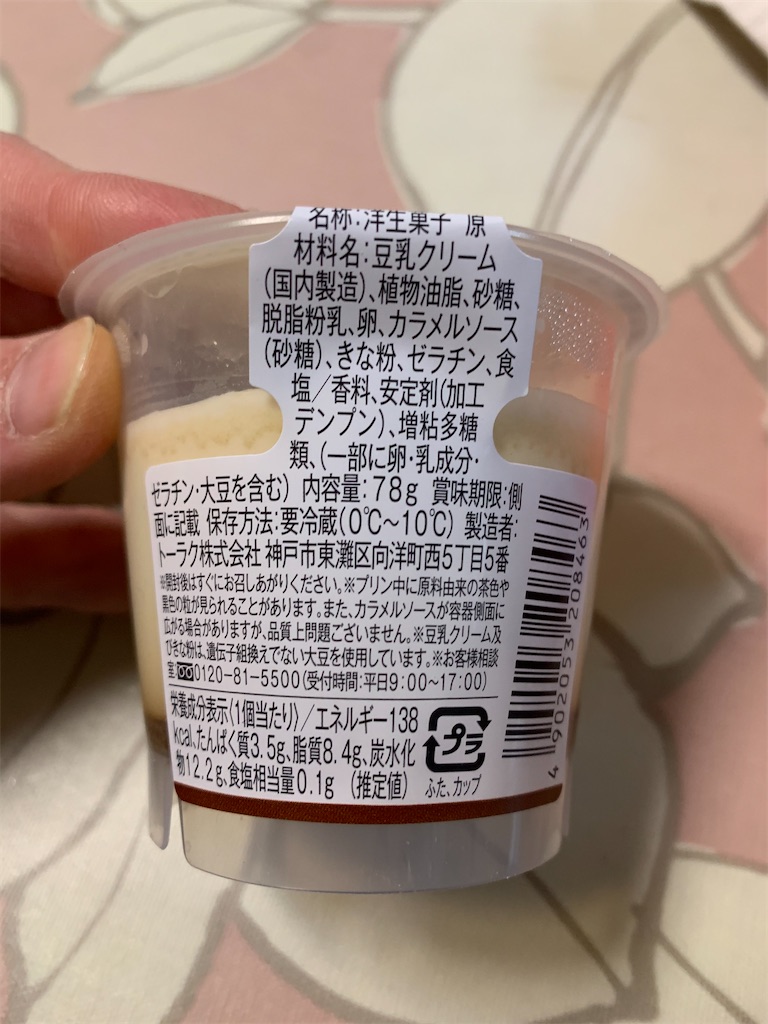 名称:洋生菓子 原
材料名:豆乳クリーム
(国内製造)、植物油脂、砂糖、
脱脂粉乳、卵、カラメルソース
(砂糖)、きな粉、ゼラチン、食
塩/香料、安定剤(加工
デンプン)、増粘多糖
類、(一部に卵・乳成分・
ゼラチン・大豆を含む) 内容量:78g 賞味期限:側
面に記載 保存方法:要冷蔵(0℃~10℃) 製造者:
トーラク株式会社 神戸市東灘区向洋町西5丁目5番
※開封後はすぐにお召しあがりください。※プリン中に原料由来の茶色や
黒色の粒が見られることがあります。また、カラメルソースが容器側面に
広がる場合がありますが、品質上問題ございません。※豆乳クリーム及
びきな粉は、遺伝子組換えでない大豆を使用しています。※お客様相談
室:0120-81-5500(受付時間:平日9:00~17:00)
栄養成分表示(1個当たり)/エネルギー138
kcal、たんぱく質3.5g、脂質8.4g、炭水化
物12.2g、食塩相当量0.1g (推定値)
プラ
ふた、カップ
4902053208463